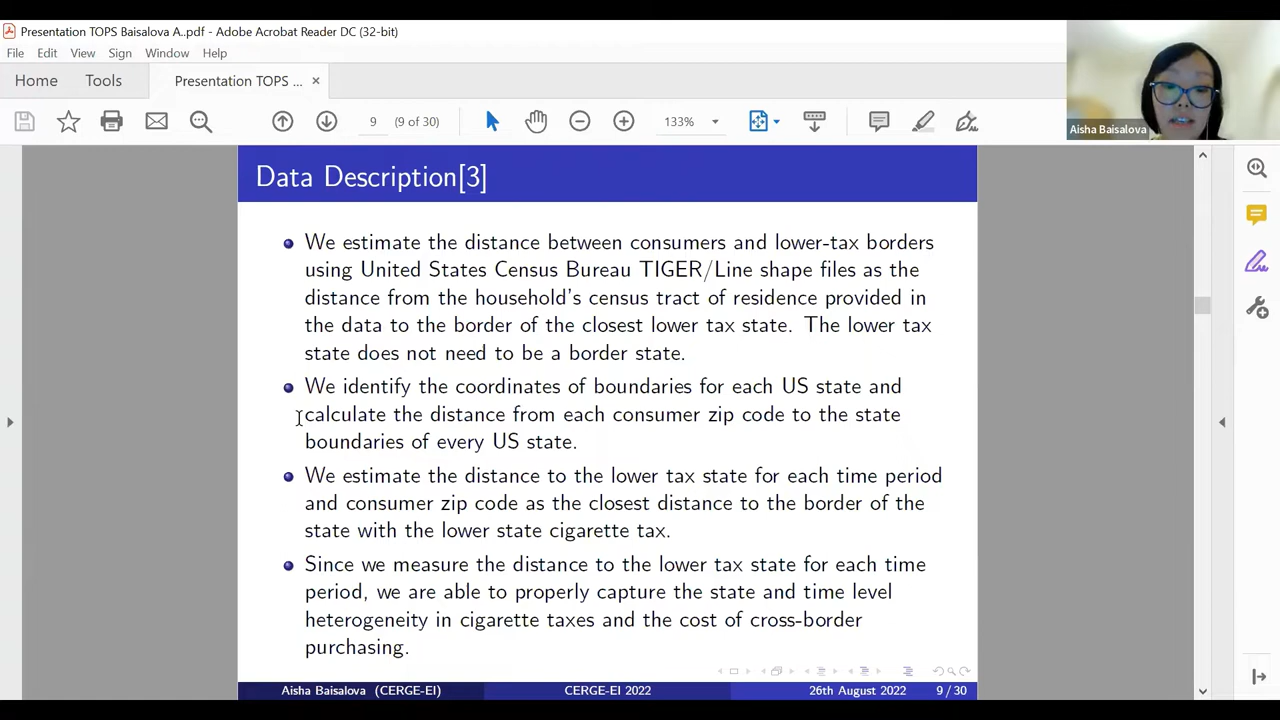 Presentation TOPS Baisalova A..pdf - Adobe Acrobat Reader DC (32-bit)
File Edit View Sign Window Help
Home Tools Presentation TOPS ... ×
9 (9 of 30) 133%
Aisha Baisalova
Data Description[3]
We estimate the distance between consumers and lower-tax borders
using United States Census Bureau TIGER/Line shape files as the
distance from the household's census tract of residence provided in
the data to the border of the closest lower tax state. The lower tax
state does not need to be a border state.
We identify the coordinates of boundaries for each US state and
calculate the distance from each consumer zip code to the state
boundaries of every US state.
We estimate the distance to the lower tax state for each time period
and consumer zip code as the closest distance to the border of the
state with the lower state cigarette tax.
Since we measure the distance to the lower tax state for each time
period, we are able to properly capture the state and time level
heterogeneity in cigarette taxes and the cost of cross-border
purchasing.
Aisha Baisalova (CERGE-EI) CERGE-EI 2022 26th August 2022 9 / 30